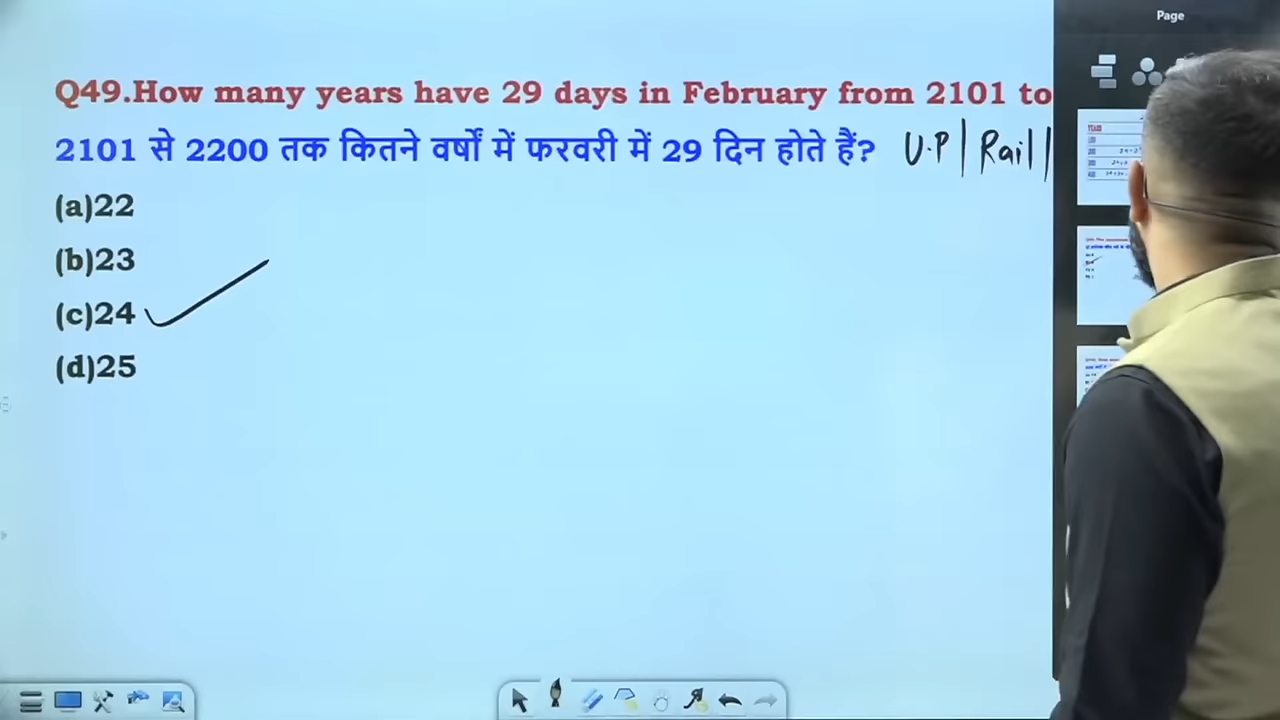 Page
Q49.How many years have 29 days in February from 2101 to
2101 से 2200 तक कितने वर्षों में फरवरी में 29 दिन होते हैं? U.P | Rail |
(a)22
(b)23
(c)24
(d)25
YEARS